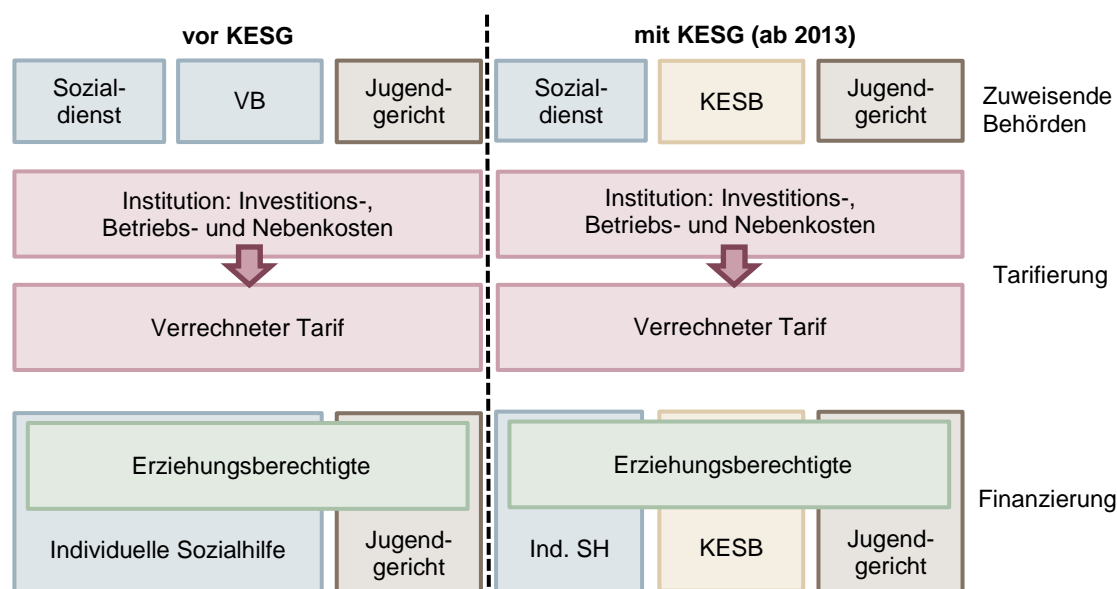 vor KESG
mit KESG (ab 2013)
Sozial-
dienst
VB
Jugend-
gericht
Sozial-
dienst
KESB
Jugend-
gericht
Zuweisende
Behörden
Institution: Investitions-,
Betriebs- und Nebenkosten
Institution: Investitions-,
Betriebs- und Nebenkosten
Tarifierung
Verrechneter Tarif
Verrechneter Tarif
Erziehungsberechtigte
Erziehungsberechtigte
Finanzierung
Individuelle Sozialhilfe
Jugend-
gericht
Ind. SH
KESB
Jugend-
gericht